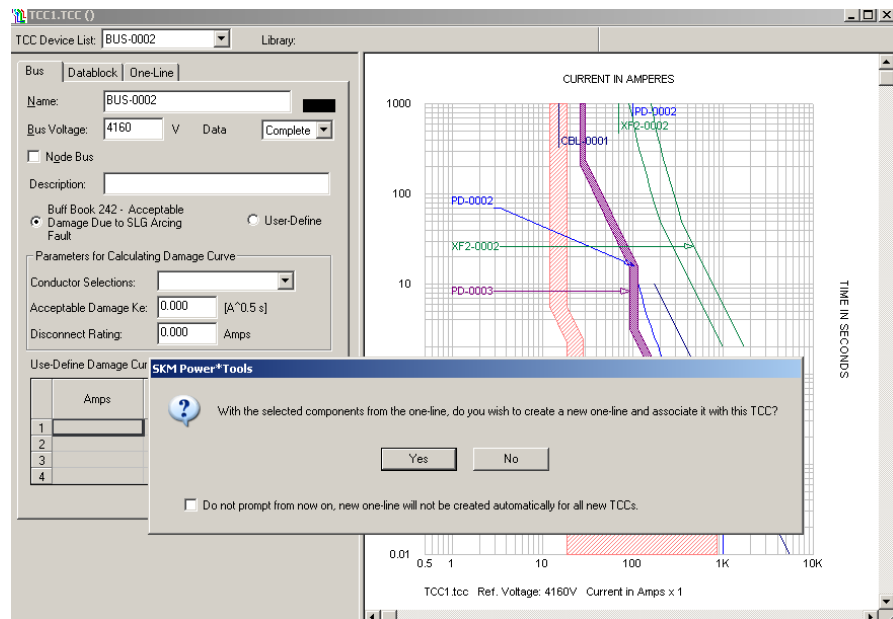 TCC1.TCC ()
TCC Device List: BUS-0002 Library:
Bus Datablock One-Line
Name: BUS-0002
Bus Voltage: 4160 V Data Complete
Node Bus
Description:
Buff Book 242 - Acceptable
Damage Due to SLG Arcing
Fault
User-Define
Parameters for Calculating Damage Curve
Conductor Selections:
Acceptable Damage Ke: 0.000 [A^0.5 s]
Disconnect Rating: 0.000 Amps
Use-Define Damage Cur
Amps
1
2
3
4
CURRENT IN AMPERES
1000
100
10
0.01
PD-0002
XF2-0002
CBL-0001
PD-0002
XF2-0002
PD-0003
TIME IN SECONDS
SKM Power*Tools
With the selected components from the one-line, do you wish to create a new one-line and associate it with this TCC?
Yes No
Do not prompt from now on, new one-line will not be created automatically for all new TCCs.
0.5 1 10 100 1K 10K
TCC1.tcc Ref. Voltage: 4160V Current in Amps x 1